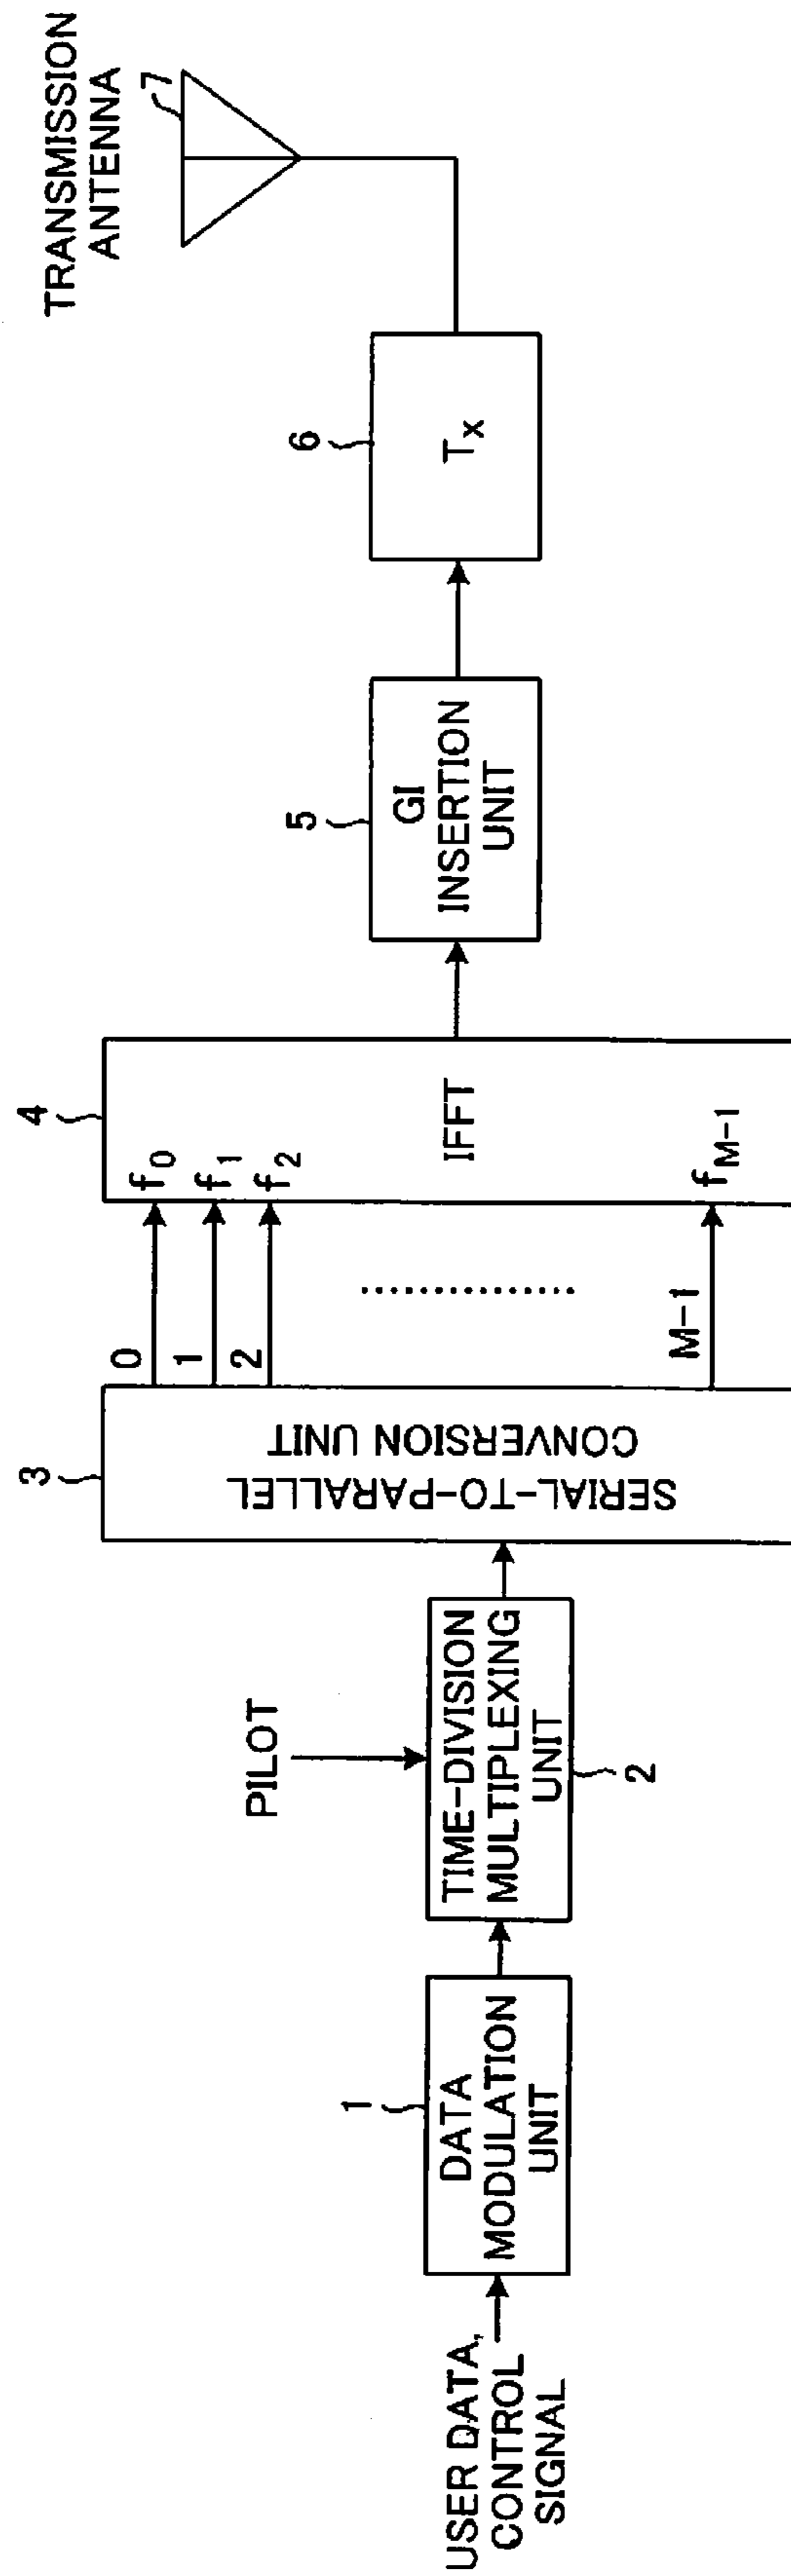 USER DATA,
CONTROL
SIGNAL
1
DATA
MODULATION
UNIT
PILOT
TIME-DIVISION
MULTIPLEXING
UNIT
2
3
SERIAL-TO-PARALLEL
CONVERSION UNIT
0
1
2
M-1
4
f0
f1
f2
fM-1
IFFT
5
GI
INSERTION
UNIT
6
Tx
TRANSMISSION
ANTENNA
7